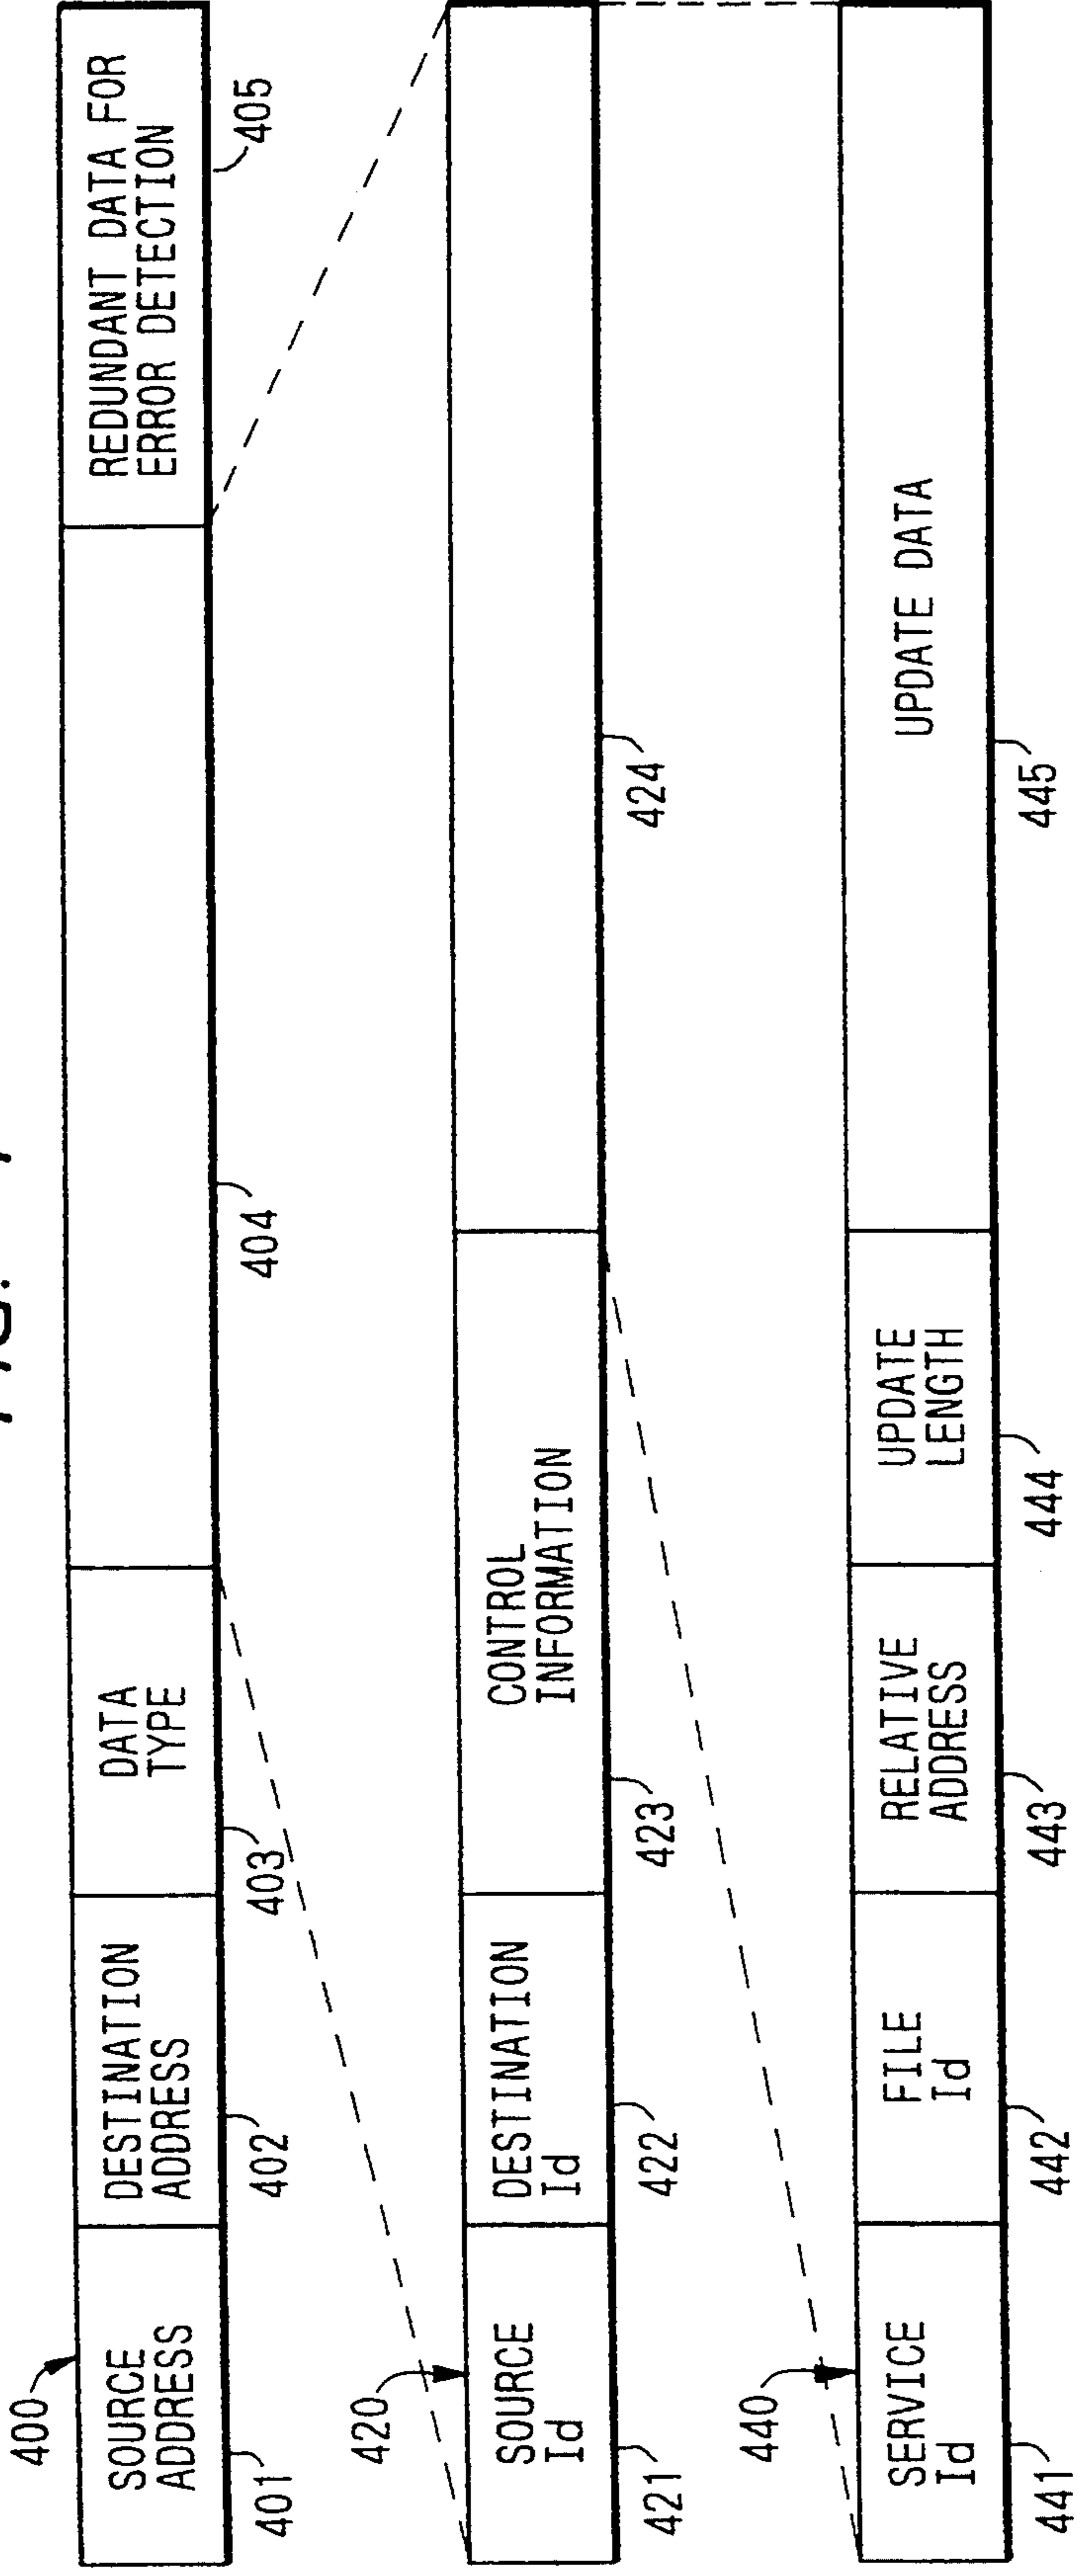 400
SOURCE
ADDRESS
DESTINATION
ADDRESS
DATA
TYPE
REDUNDANT DATA FOR
ERROR DETECTION
401
402
403
404
405
420
SOURCE
Id
DESTINATION
Id
CONTROL
INFORMATION
421
422
423
424
440
SERVICE
Id
FILE
Id
RELATIVE
ADDRESS
UPDATE
LENGTH
UPDATE DATA
441
442
443
444
445